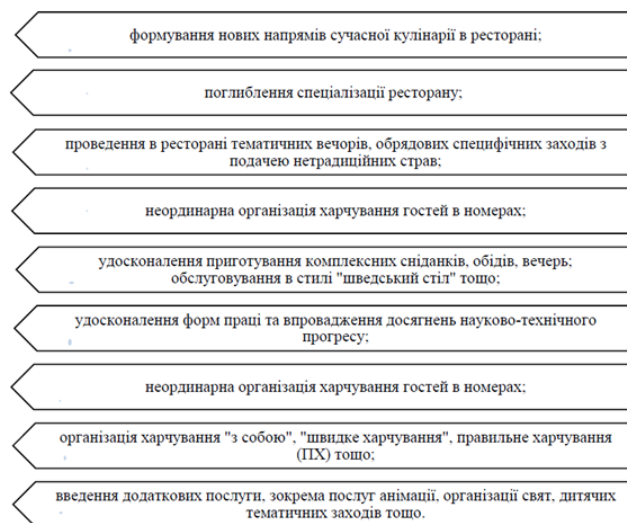 формування нових напрямів сучасної кулінарії в ресторані;
поглиблення спеціалізації ресторану;
проведення в ресторані тематичних вечорів, обрядових специфічних заходів з
подачею нетрадиційних страв;
неординарна організація харчування гостей в номерах;
удосконалення приготування комплексних сніданків, обідів, вечерь;
обслуговування в стилі "шведський стіл" тощо;
удосконалення форм праці та впровадження досягнень науково-технічного
прогресу;
неординарна організація харчування гостей в номерах;
організація харчування "з собою", "швидке харчування", правильне харчування
(ПХ) тощо;
введення додаткових послуги, зокрема послуг анімації, організації свят, дитячих
тематичних заходів тощо.